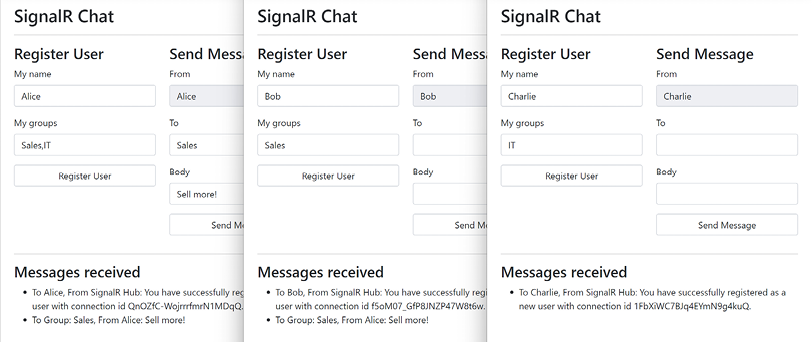 SignalR Chat
Register User
Send Messa
My name
From
Alice
Alice
My groups
To
Sales,IT
Sales
Register User
Body
Sell more!
Send M
Messages received
To Alice, From SignalR Hub: You have successfully reg
user with connection id QnOZfC-WojrrrfmrN1MDqQ.
To Group: Sales, From Alice: Sell more!
SignalR Chat
Register User
Send Messa
My name
From
Bob
Bob
My groups
To
Sales
Register User
Body
Send M
Messages received
To Bob, From SignalR Hub: You have successfully regi
user with connection id f5oM07_GfP8JNZP47W8t6w.
To Group: Sales, From Alice: Sell more!
SignalR Chat
Register User
Send Message
My name
From
Charlie
Charlie
My groups
To
IT
Register User
Body
Send Message
Messages received
To Charlie, From SignalR Hub: You have successfully registered as a
new user with connection id 1FbXiWC7BJq4EYmN9g4kuQ.